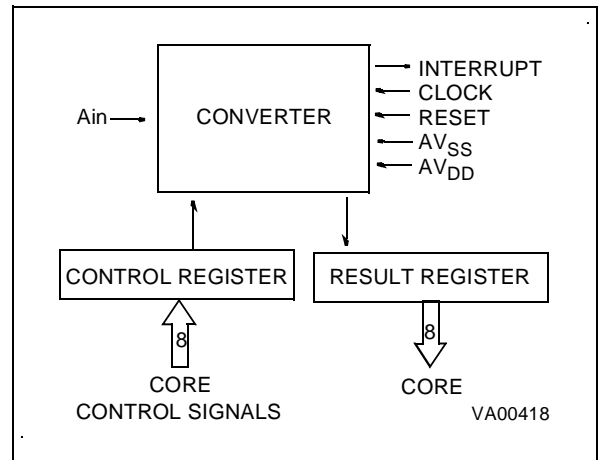 INTERRUPT
CLOCK
Ain
CONVERTER
RESET
AVSS
AVDD
CONTROL REGISTER
RESULT REGISTER
8
8
CORE
CONTROL SIGNALS
CORE
VA00418